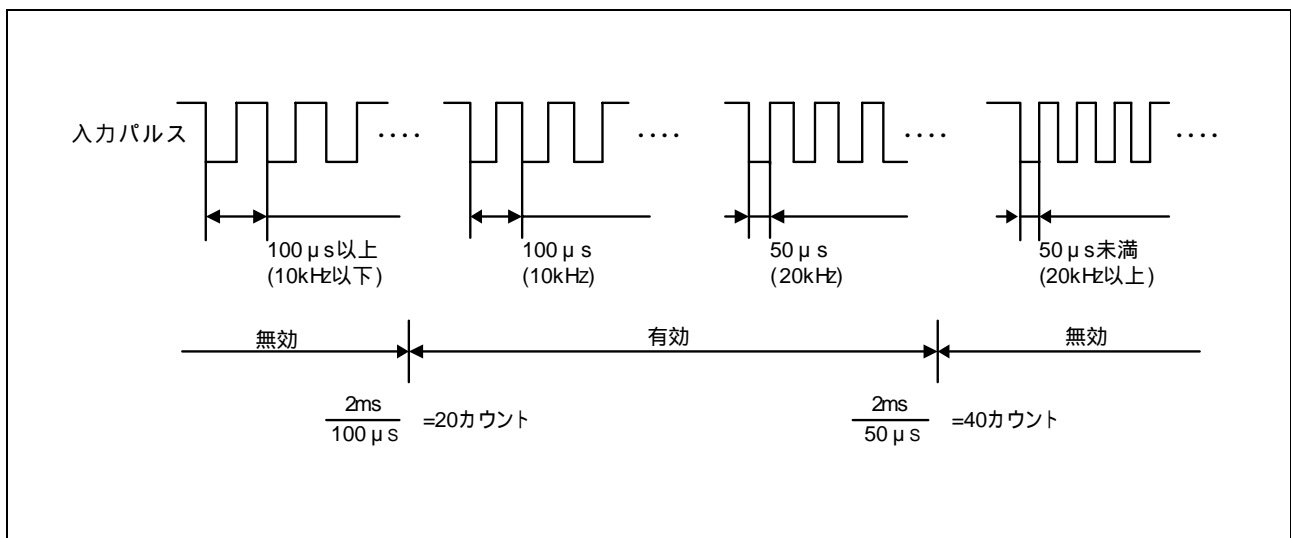 入力パルス
････ ････ ････ ････
100μs以上
(10kHz以下)
100μs
(10kHz)
50μs
(20kHz)
50μs未満
(20kHz以上)
無効 有効 無効
2ms
100μs
=20カウント
2ms
50μs
=40カウント